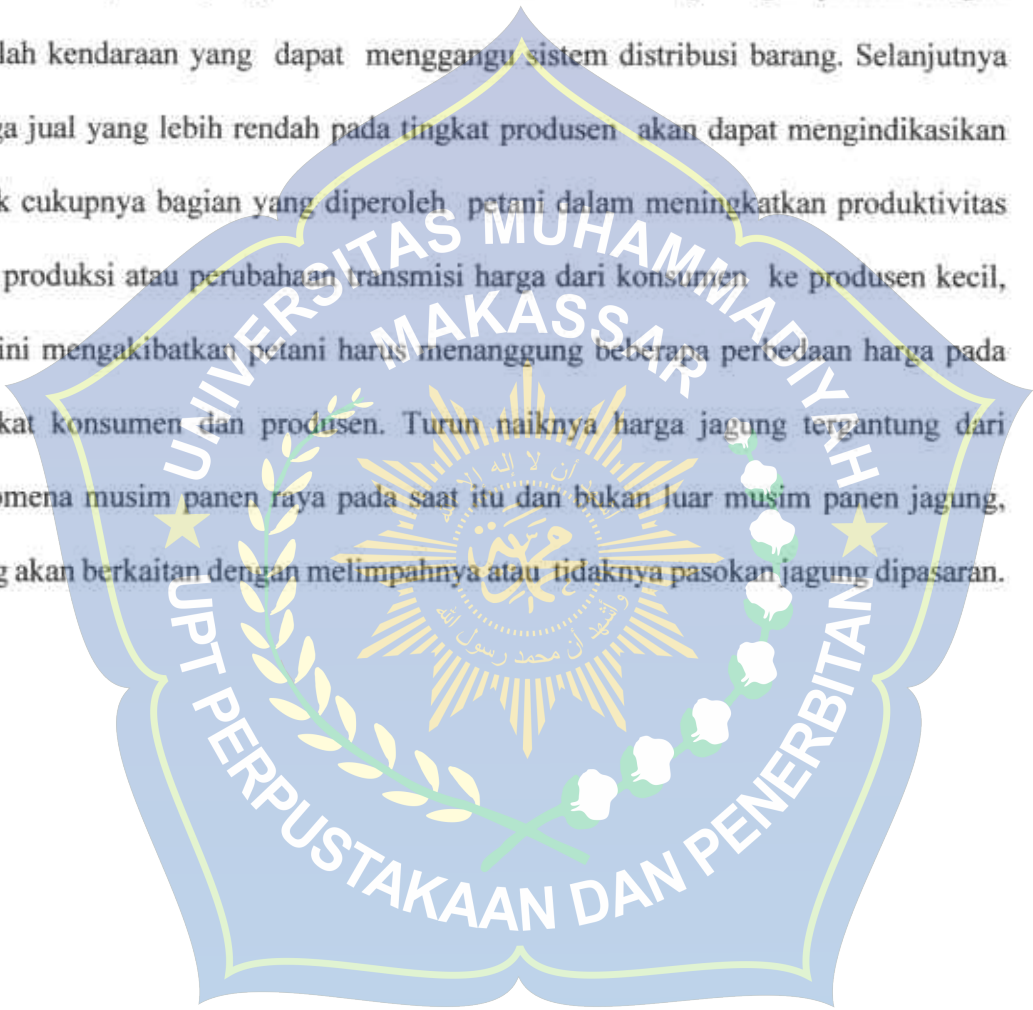 lah kendaraan yang dapat menggangu sistem distribusi barang. Selanjutnya
a jual yang lebih rendah pada tingkat produsen akan dapat mengindikasikan
k cukupnya bagian yang diperoleh petani dalam meningkatkan produktivitas
produksi atau perubahaan transmisi harga dari konsumen ke produsen kecil,
ini mengakibatkan petani harus menanggung beberapa perbedaan harga pada
kat konsumen dan produsen. Turun naiknya harga jagung tergantung dari
omena musim panen raya pada saat itu dan bukan luar musim panen jagung,
g akan berkaitan dengan melimpahnya atau tidaknya pasokan jagung dipasaran.
UNIVERSITAS MUHAMMADIYAH
MAKASSAR
UPT PERPUSTAKAAN DAN PENERBITAN